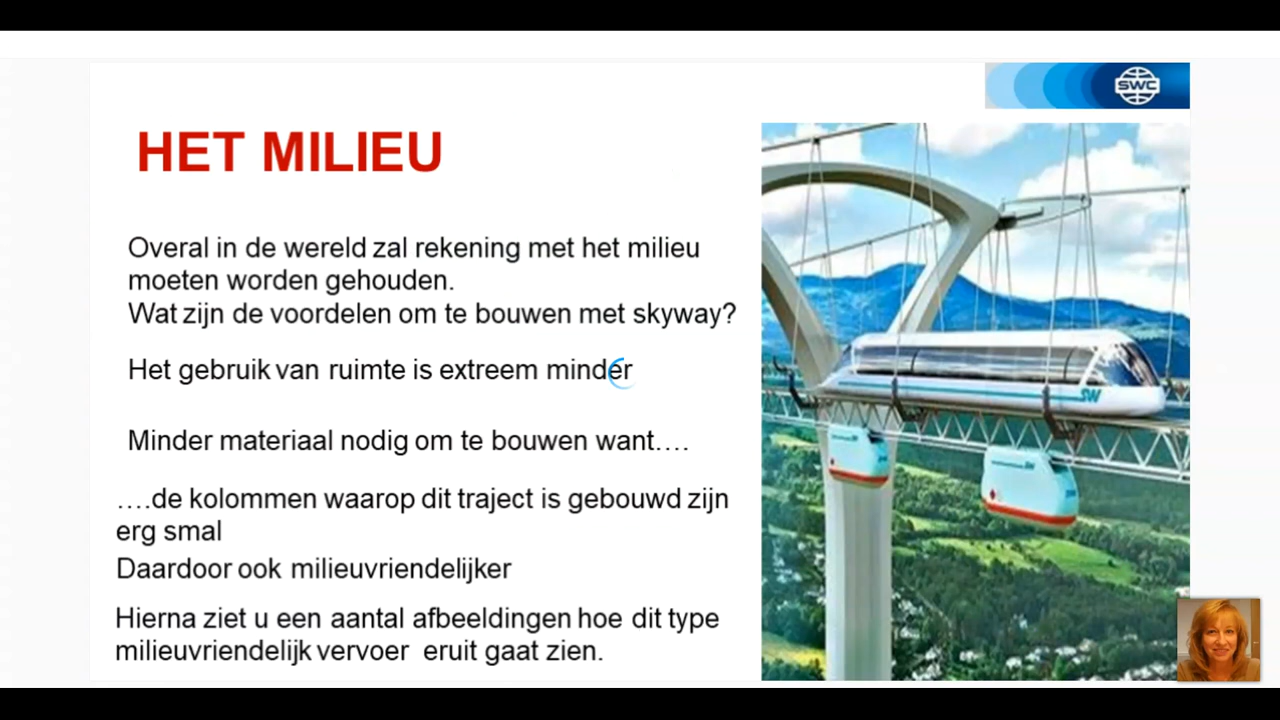 SWC
HET MILIEU
Overal in de wereld zal rekening met het milieu
moeten worden gehouden.
Wat zijn de voordelen om te bouwen met skyway?
Het gebruik van ruimte is extreem minder
Minder materiaal nodig om te bouwen want....
....de kolommen waarop dit traject is gebouwd zijn
erg smal
Daardoor ook milieuvriendelijker
Hierna ziet u een aantal afbeeldingen hoe dit type
milieuvriendelijk vervoer eruit gaat zien.
SW